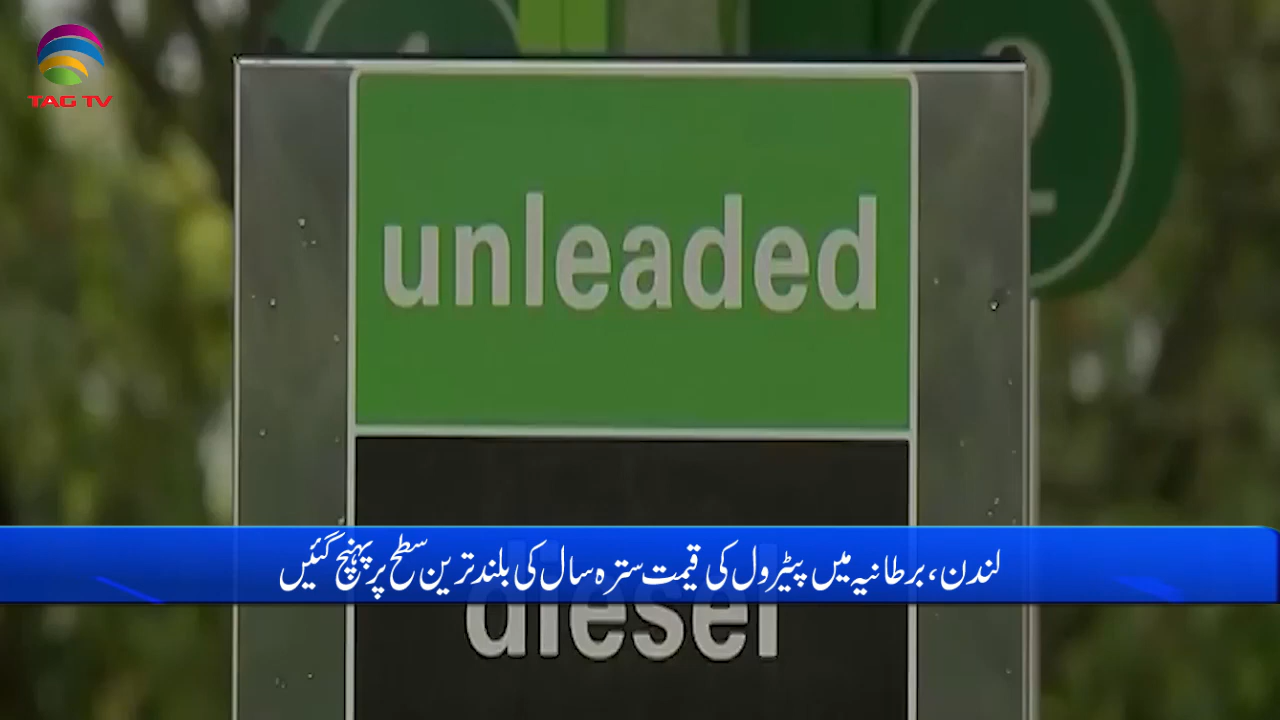 TAG TV
2
unleaded
لندن، برطانیہ میں پیٹرول کی قیمت سترہ سال کی بلند ترین سطح پر پہنچ گئیں
diesel